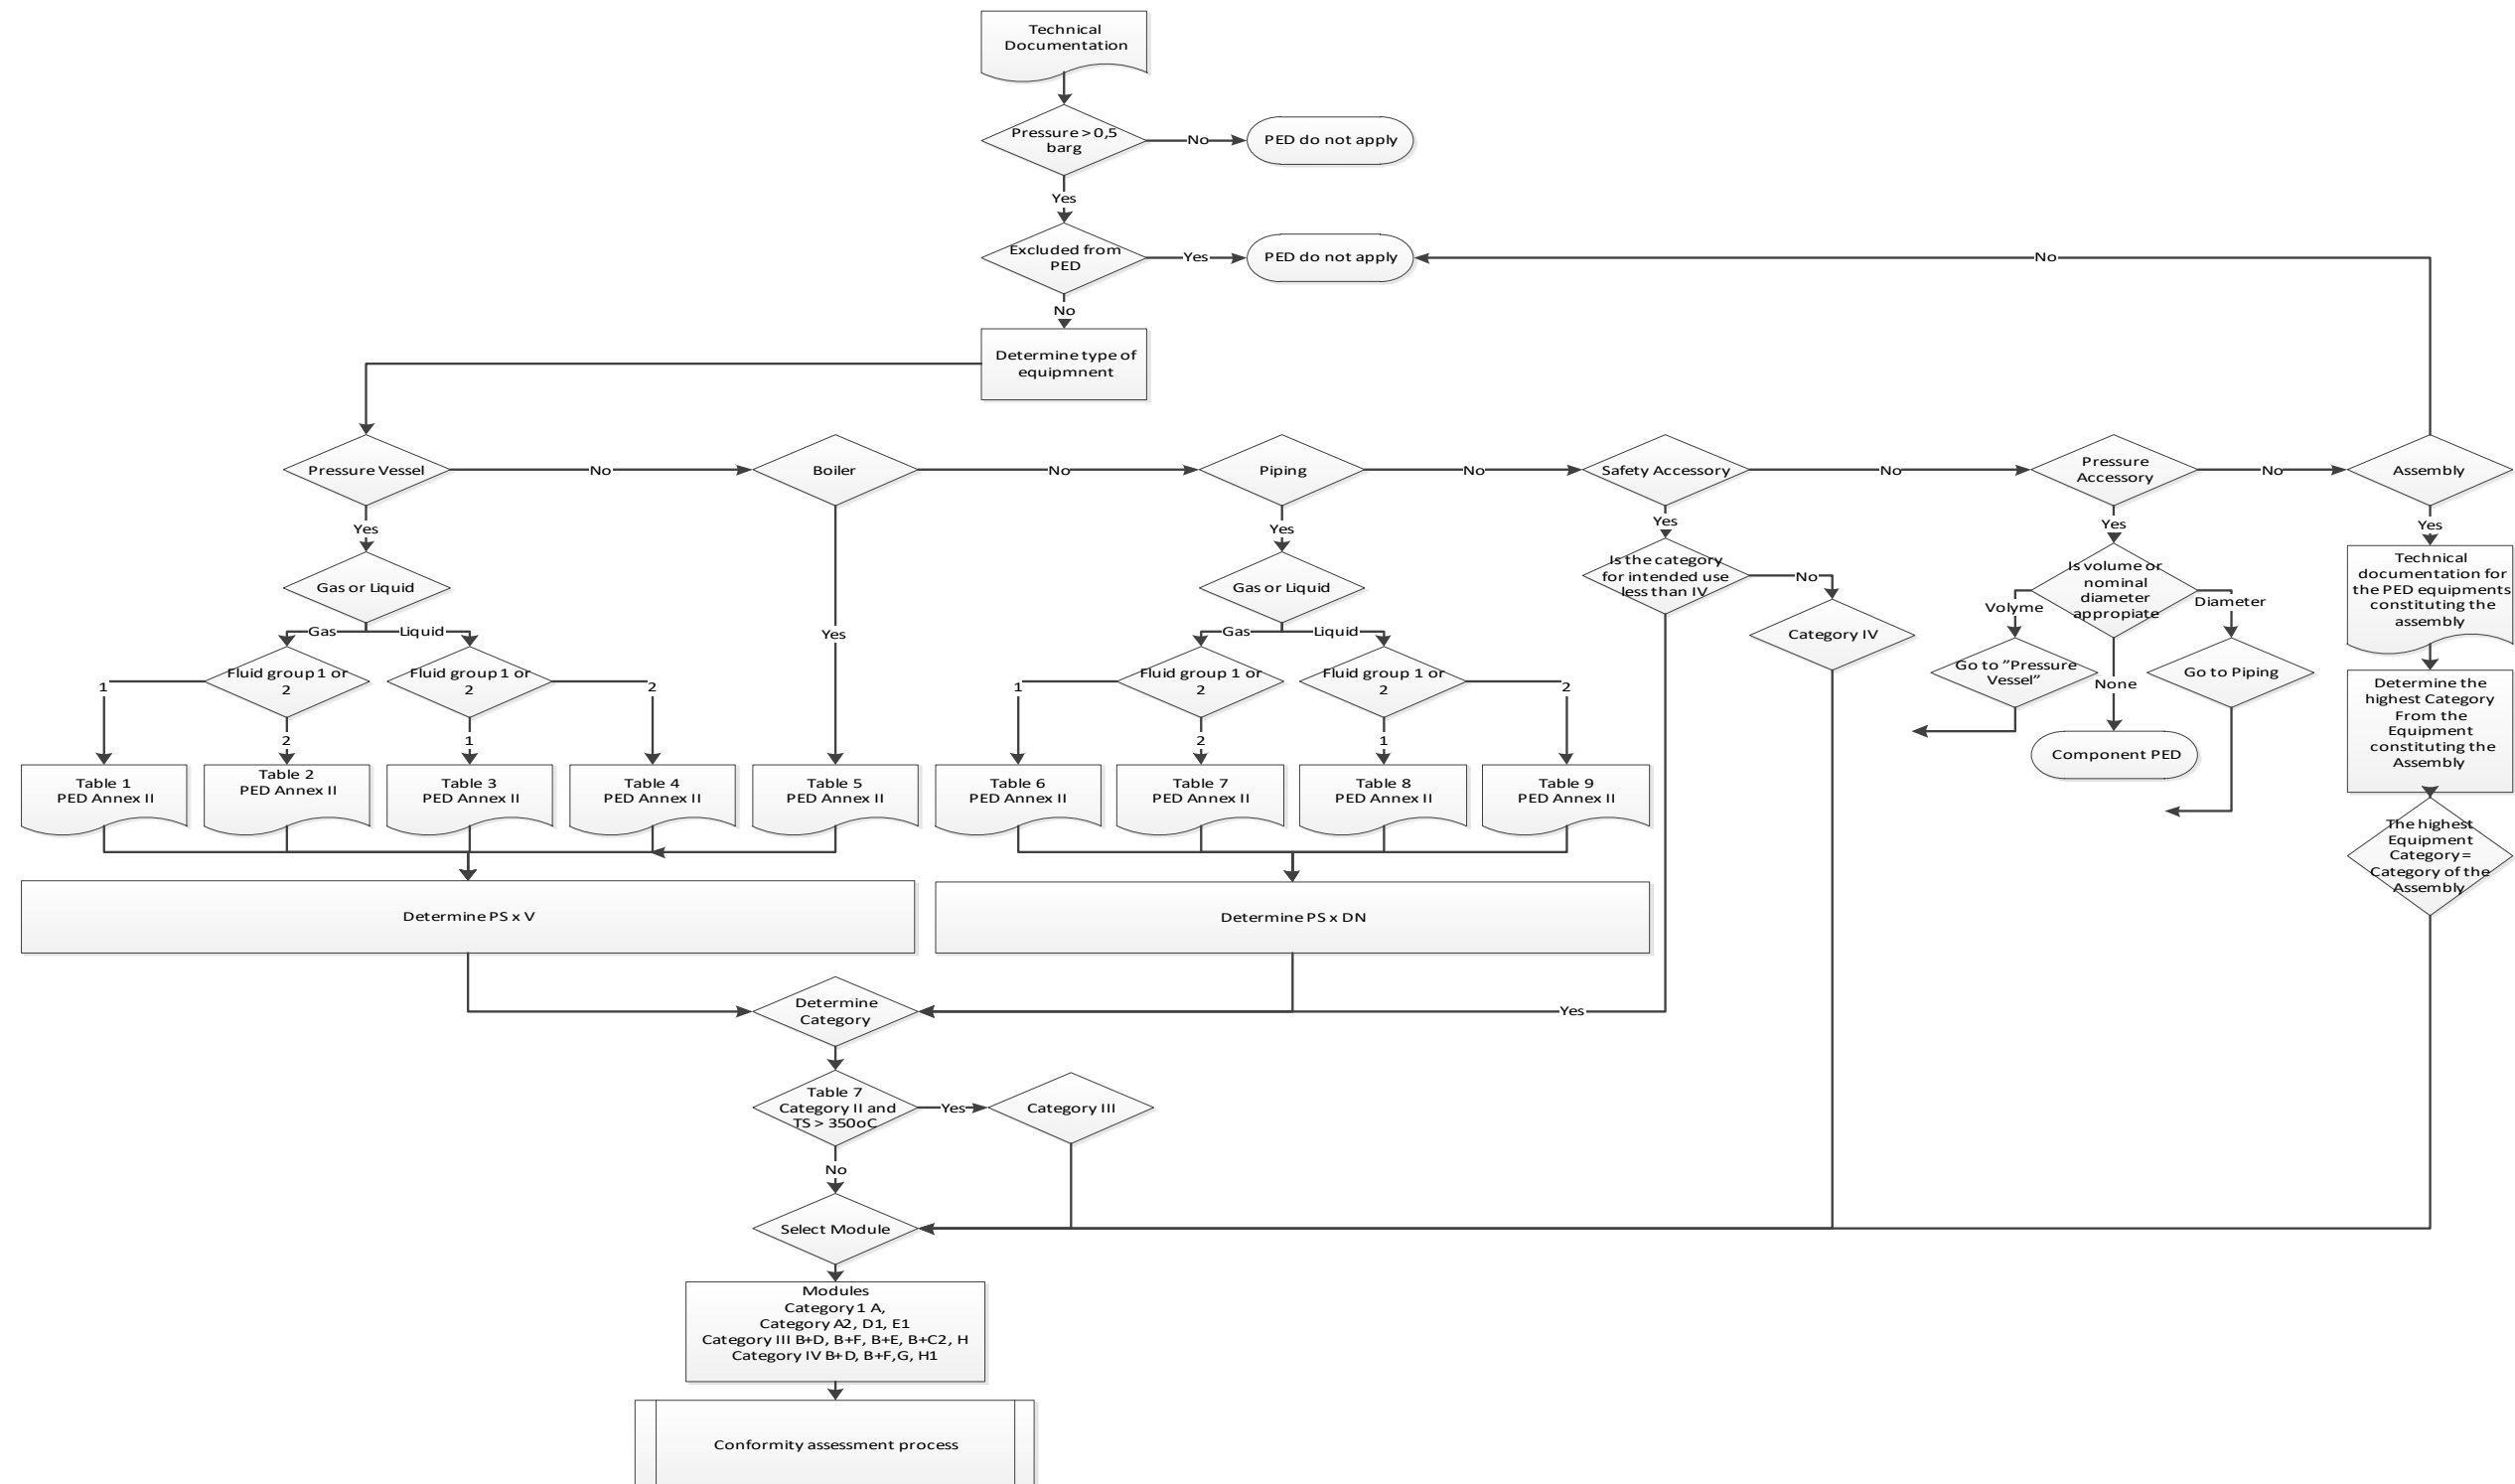 Technical
Documentation
Pressure > 0,5
barg
No
PED do not apply
Yes
Excluded from
PED
Yes
PED do not apply
No
No
Determine type of
equipmnent
Pressure Vessel
No
Boiler
No
Piping
No
Safety Accessory
No
Pressure
Accessory
No
Assembly
Yes
Yes
Yes
Yes
Yes
Yes
Gas or Liquid
Gas or Liquid
Is the category
for intended use
less than IV
No
Category IV
Is volume or
nominal
diameter
appropiate
Volyme
Diameter
None
Go to ”Pressure
Vessel”
Go to Piping
Component PED
Technical
documentation for
the PED equipments
constituting the
assembly
Determine the
highest Category
From the
Equipment
constituting the
Assembly
The highest
Equipment
Category =
Category of the
Assembly
Gas
Liquid
Gas
Liquid
Fluid group 1 or
2
Fluid group 1 or
2
Fluid group 1 or
2
Fluid group 1 or
2
1
2
1
2
1
2
1
2
Table 1
PED Annex II
Table 2
PED Annex II
Table 3
PED Annex II
Table 4
PED Annex II
Table 5
PED Annex II
Table 6
PED Annex II
Table 7
PED Annex II
Table 8
PED Annex II
Table 9
PED Annex II
Determine PS x V
Determine PS x DN
Determine
Category
Yes
Table 7
Category II and
TS > 350oC
Yes
Category III
No
Select Module
Modules
Category 1 A,
Category A2, D1, E1
Category III B+D, B+F, B+E, B+C2, H
Category IV B+D, B+F,G, H1
Conformity assessment process